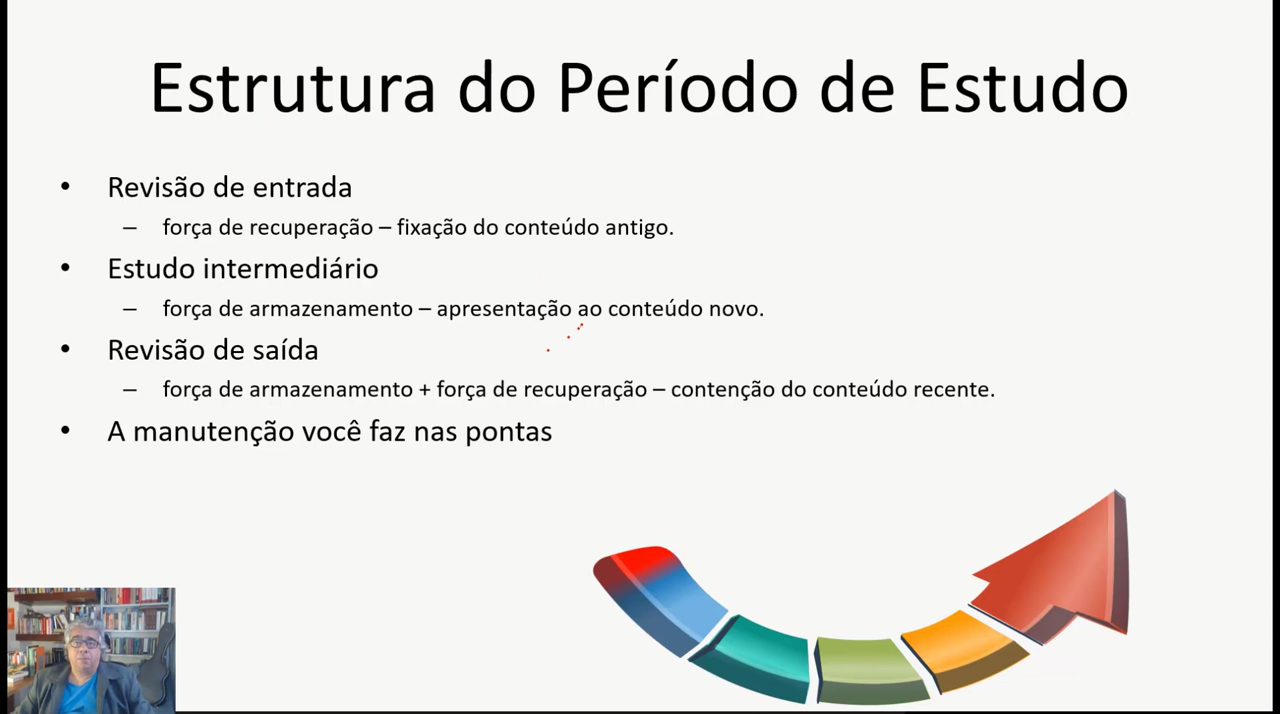 Estrutura do Período de Estudo
• Revisão de entrada
– força de recuperação – fixação do conteúdo antigo.
• Estudo intermediário
– força de armazenamento – apresentação ao conteúdo novo.
• Revisão de saída
– força de armazenamento + força de recuperação – contenção do conteúdo recente.
• A manutenção você faz nas pontas